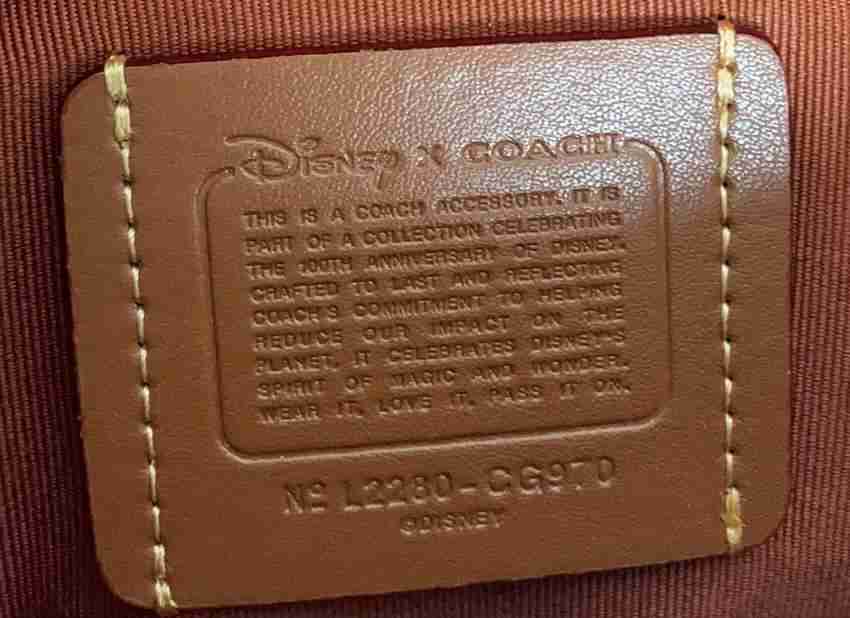 Disney X COACH
THIS IS A COACH ACCESSORY. IT IS
PART OF A COLLECTION CELEBRATING
THE 100TH ANNIVERSARY OF DISNEY.
CRAFTED TO LAST AND REFLECTING
COACH'S COMMITMENT TO HELPING
REDUCE OUR IMPACT ON THE
PLANET, IT CELEBRATES DISNEY'S
SPIRIT OF MAGIC AND WONDER.
WEAR IT, LOVE IT, PASS IT ON.
Nº L2280-CG970
©DISNEY